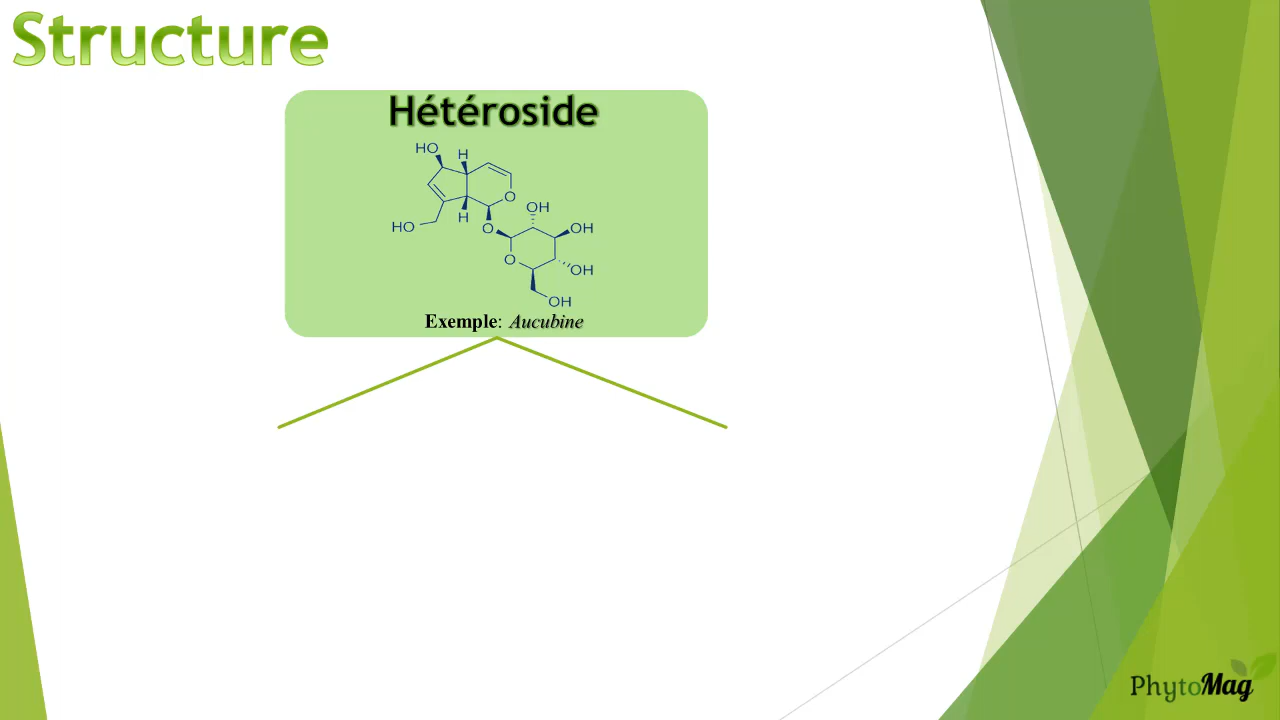 Structure
Hétéroside
HO
H
O
H
OH
HO
O
OH
O
OH
OH
Exemple: Aucubine
PhytoMag